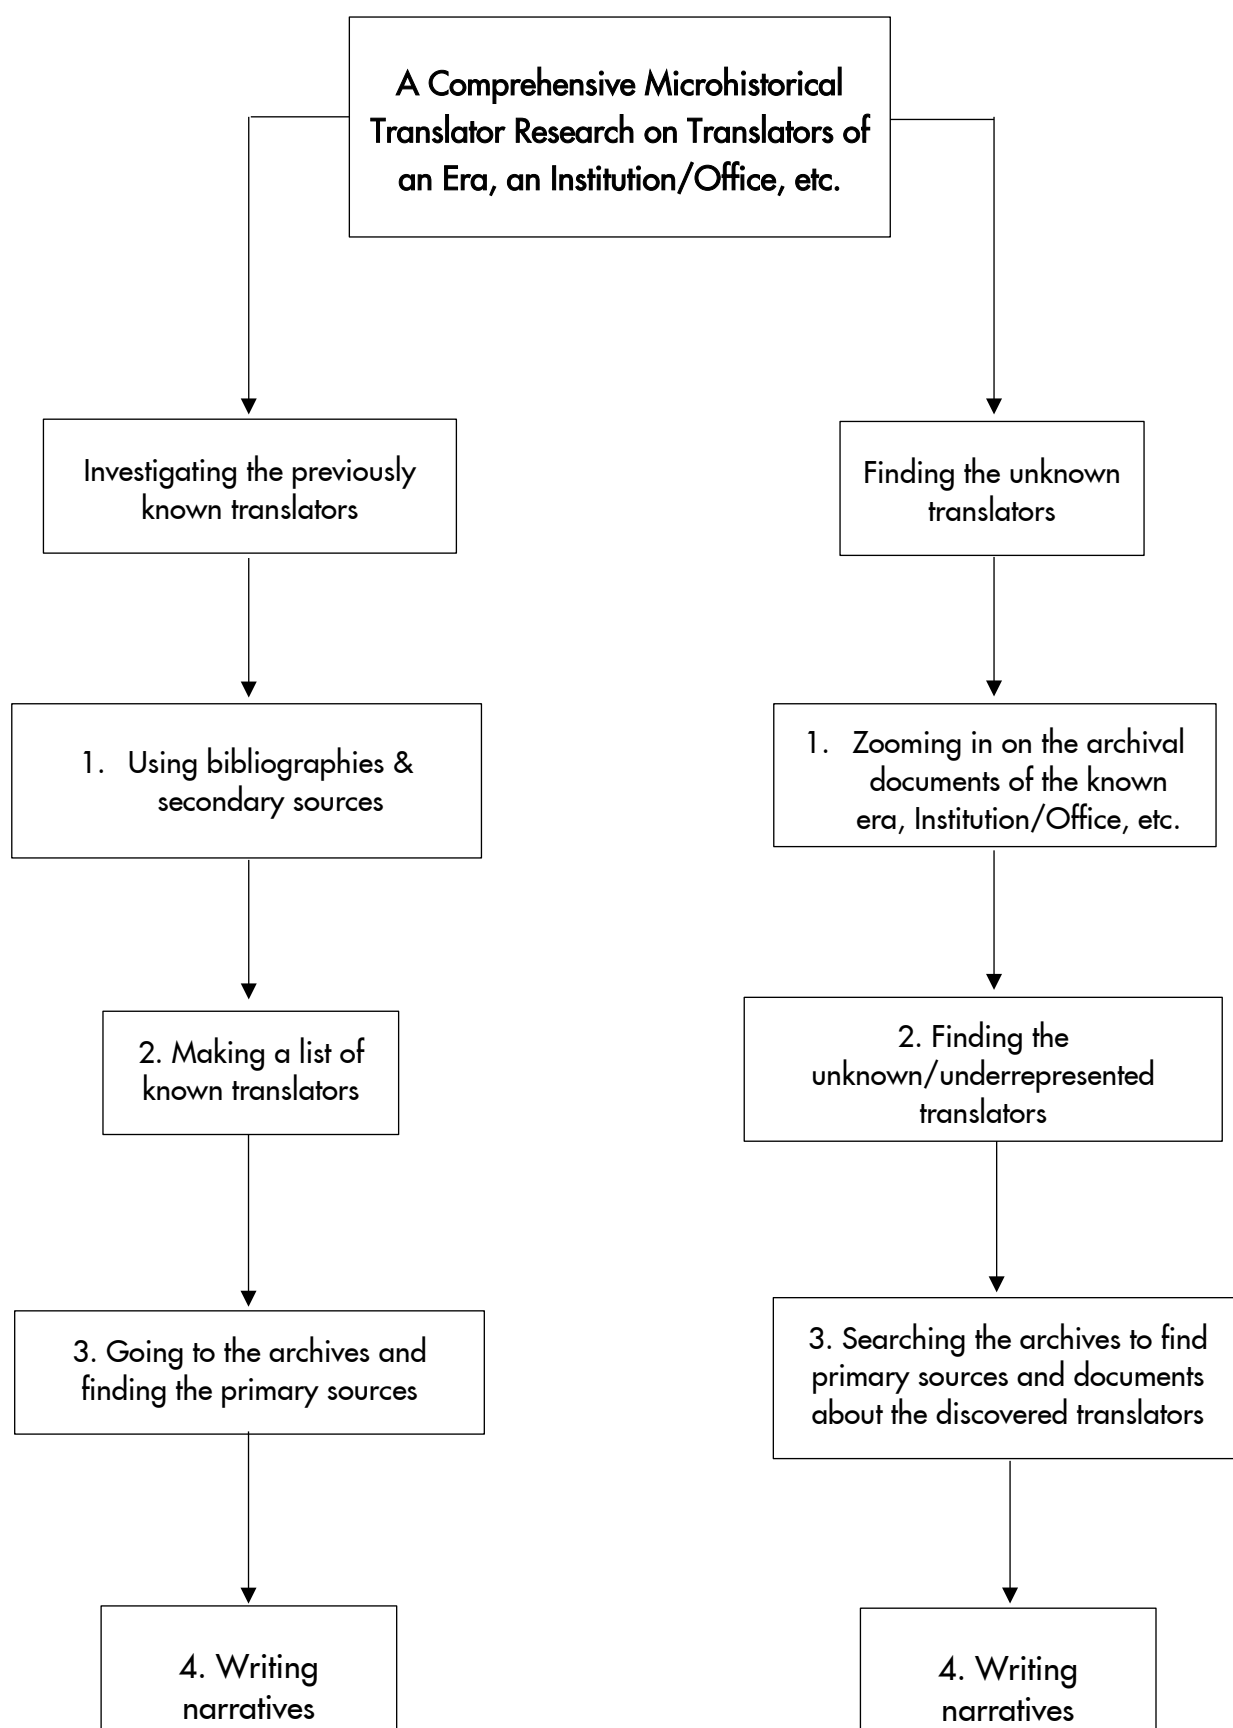 A Comprehensive Microhistorical
Translator Research on Translators of
an Era, an Institution/Office, etc.
Investigating the previously
known translators
Finding the unknown
translators
1. Using bibliographies &
secondary sources
1. Zooming in on the archival
documents of the known
era, Institution/Office, etc.
2. Making a list of
known translators
2. Finding the
unknown/underrepresented
translators
3. Going to the archives and
finding the primary sources
3. Searching the archives to find
primary sources and documents
about the discovered translators
4. Writing
narratives
4. Writing
narratives